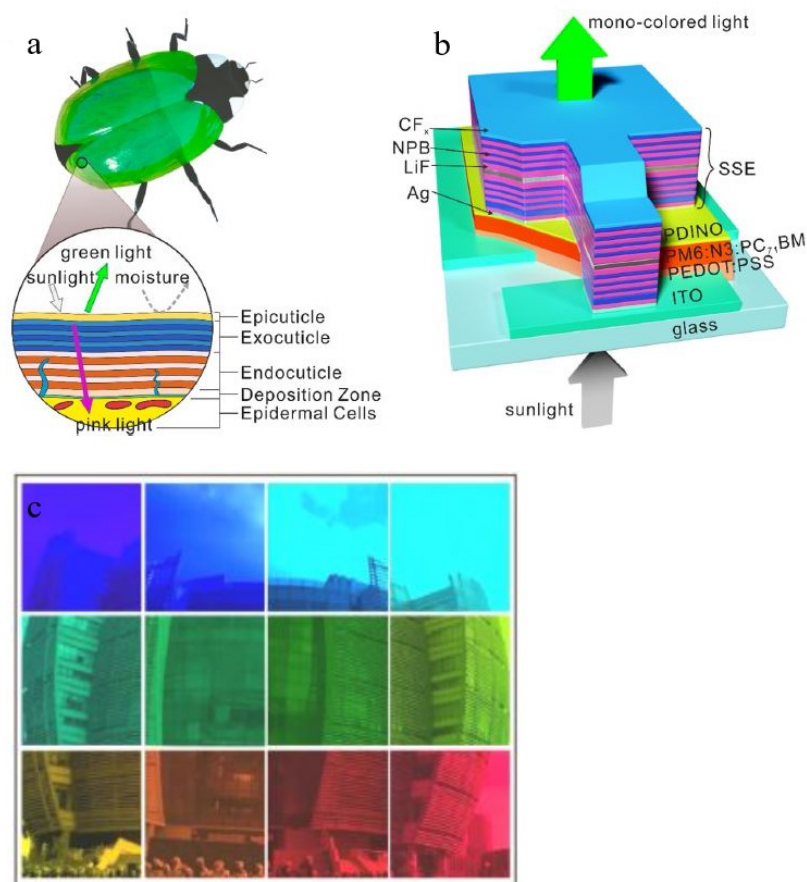 a
green light
sunlight moisture
Epicuticle
Exocuticle
Endocuticle
Deposition Zone
Epidermal Cells
pink light
b
mono-colored light
CFₓ
NPB
LiF
Ag
SSE
PDINO
PM6:N3:PC₇₁BM
PEDOT:PSS
ITO
glass
sunlight
c